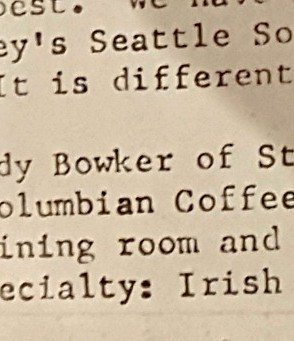 best. We have
ey's Seattle So
It is different
dy Bowker of St
olumbian Coffee
ining room and
ecialty: Irish